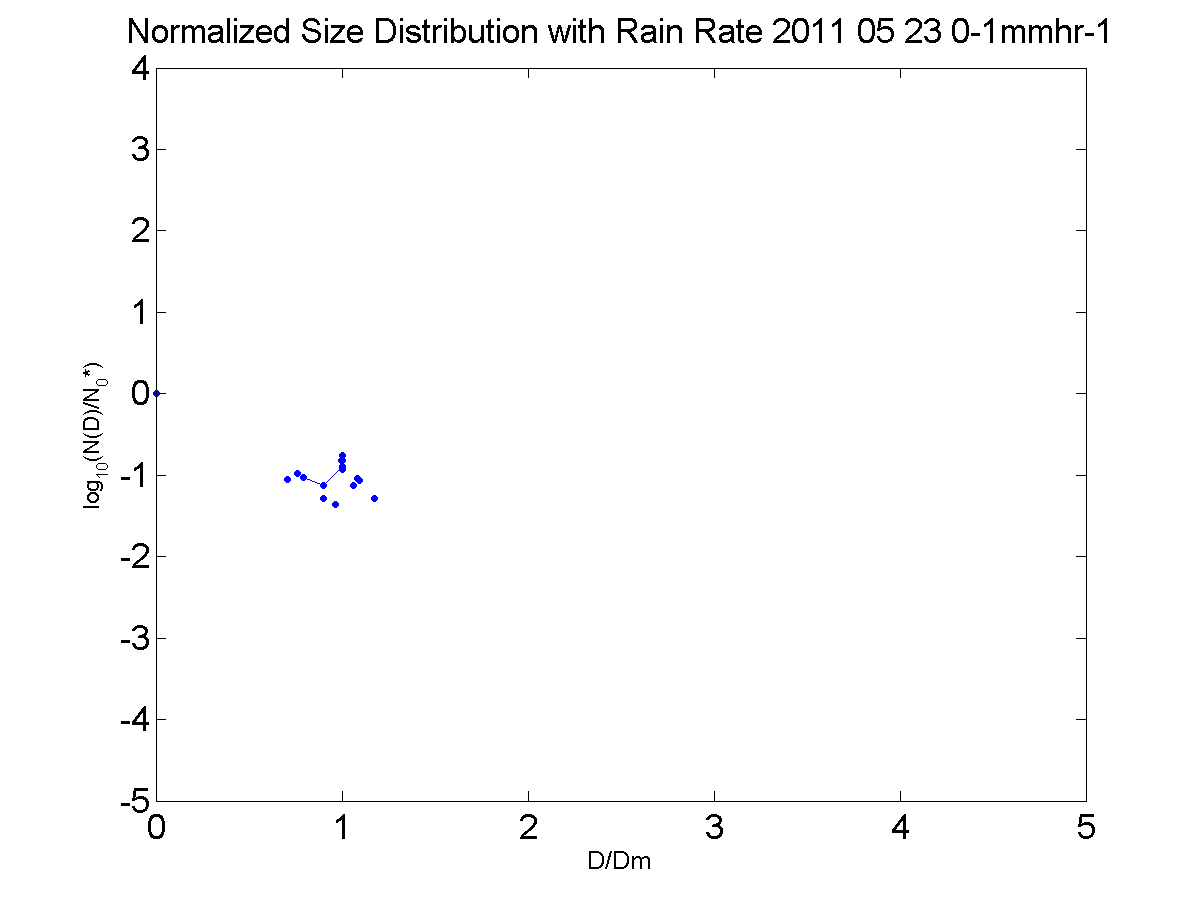 Normalized Size Distribution with Rain Rate 2011 05 23 0-1mmhr-1
4
3
2
1
0
-1
-2
-3
-4
-5
log10(N(D)/N0*)
0 1 2 3 4 5
D/Dm